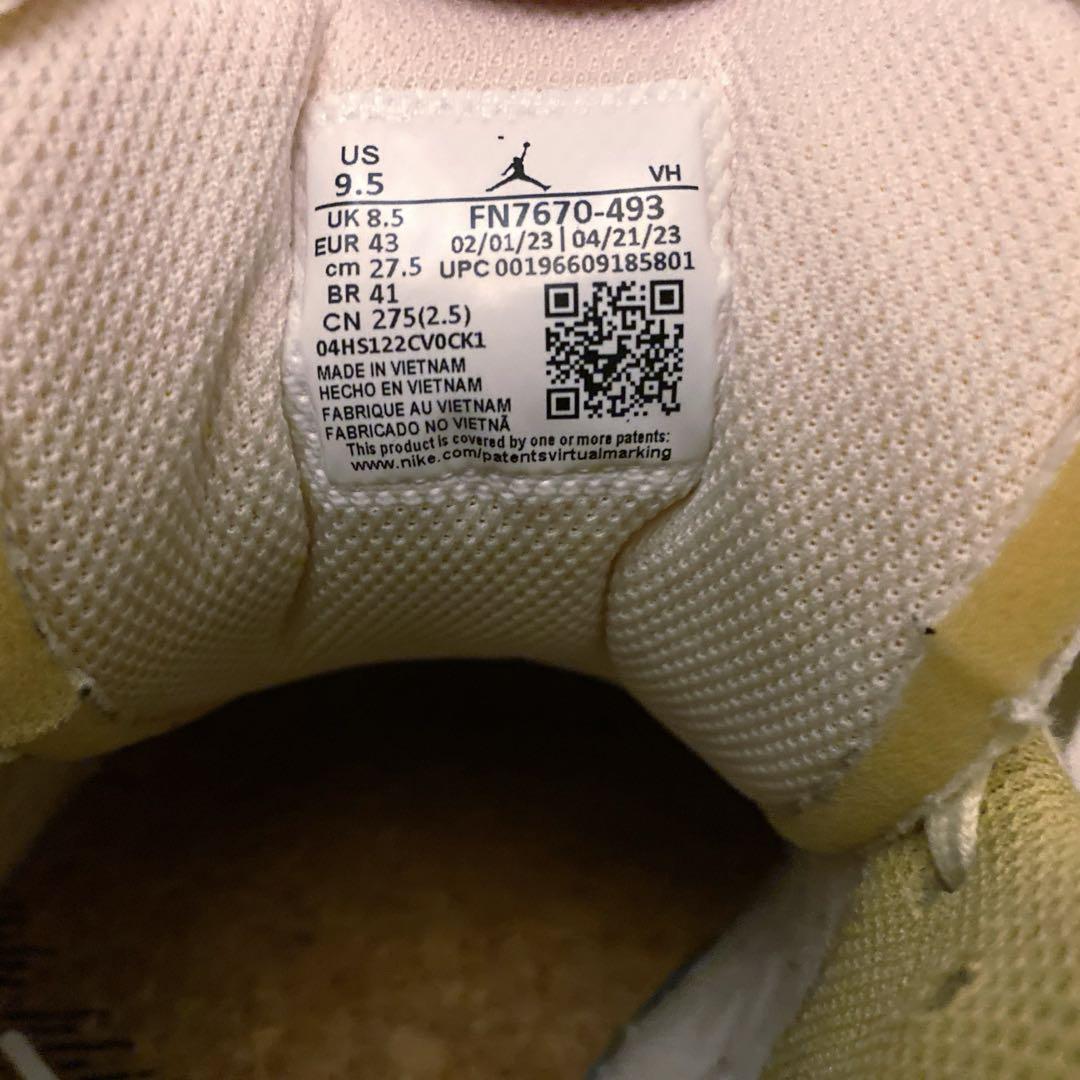 US
9.5
VH
UK 8.5
FN7670-493
EUR 43
02/01/23 | 04/21/23
cm 27.5
UPC 00196609185801
BR 41
CN 275(2.5)
04HS122CV0CK1
MADE IN VIETNAM
HECHO EN VIETNAM
FABRIQUE AU VIETNAM
FABRICADO NO VIETNÃ
This product is covered by one or more patents:
www.nike.com/patentsvirtualmarking